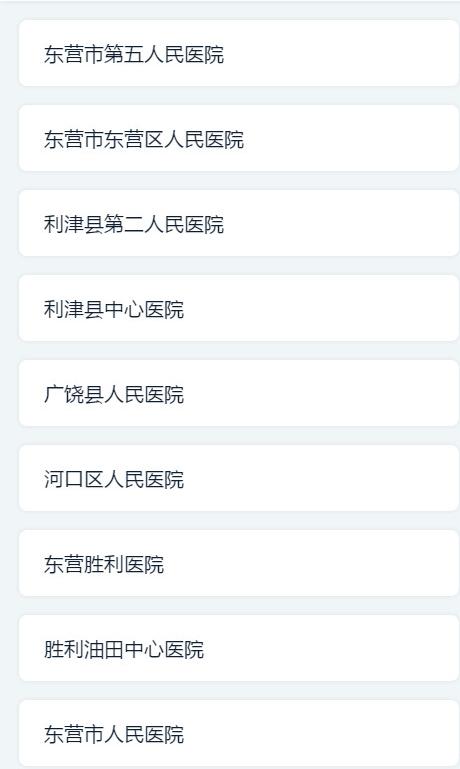 东营市第五人民医院
东营市东营区人民医院
利津县第二人民医院
利津县中心医院
广饶县人民医院
河口区人民医院
东营胜利医院
胜利油田中心医院
东营市人民医院